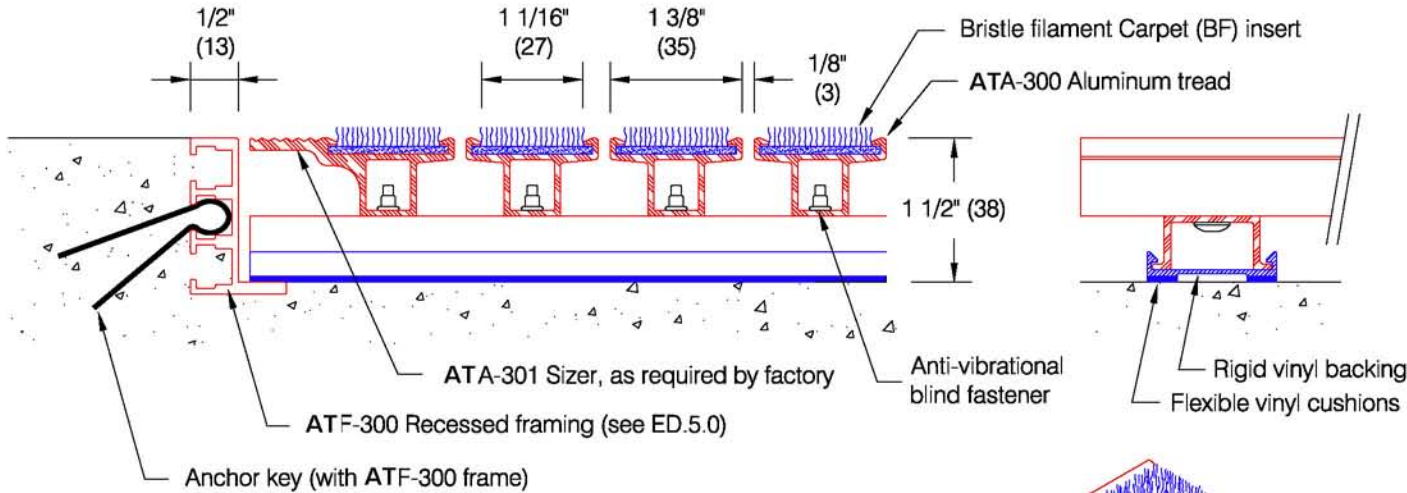 1/2"
(13)
1 1/16"
(27)
1 3/8"
(35)
1/8"
(3)
Bristle filament Carpet (BF) insert
ATA-300 Aluminum tread
1 1/2" (38)
ATA-301 Sizer, as required by factory
Anti-vibrational
blind fastener
Rigid vinyl backing
Flexible vinyl cushions
ATF-300 Recessed framing (see ED.5.0)
Anchor key (with ATF-300 frame)